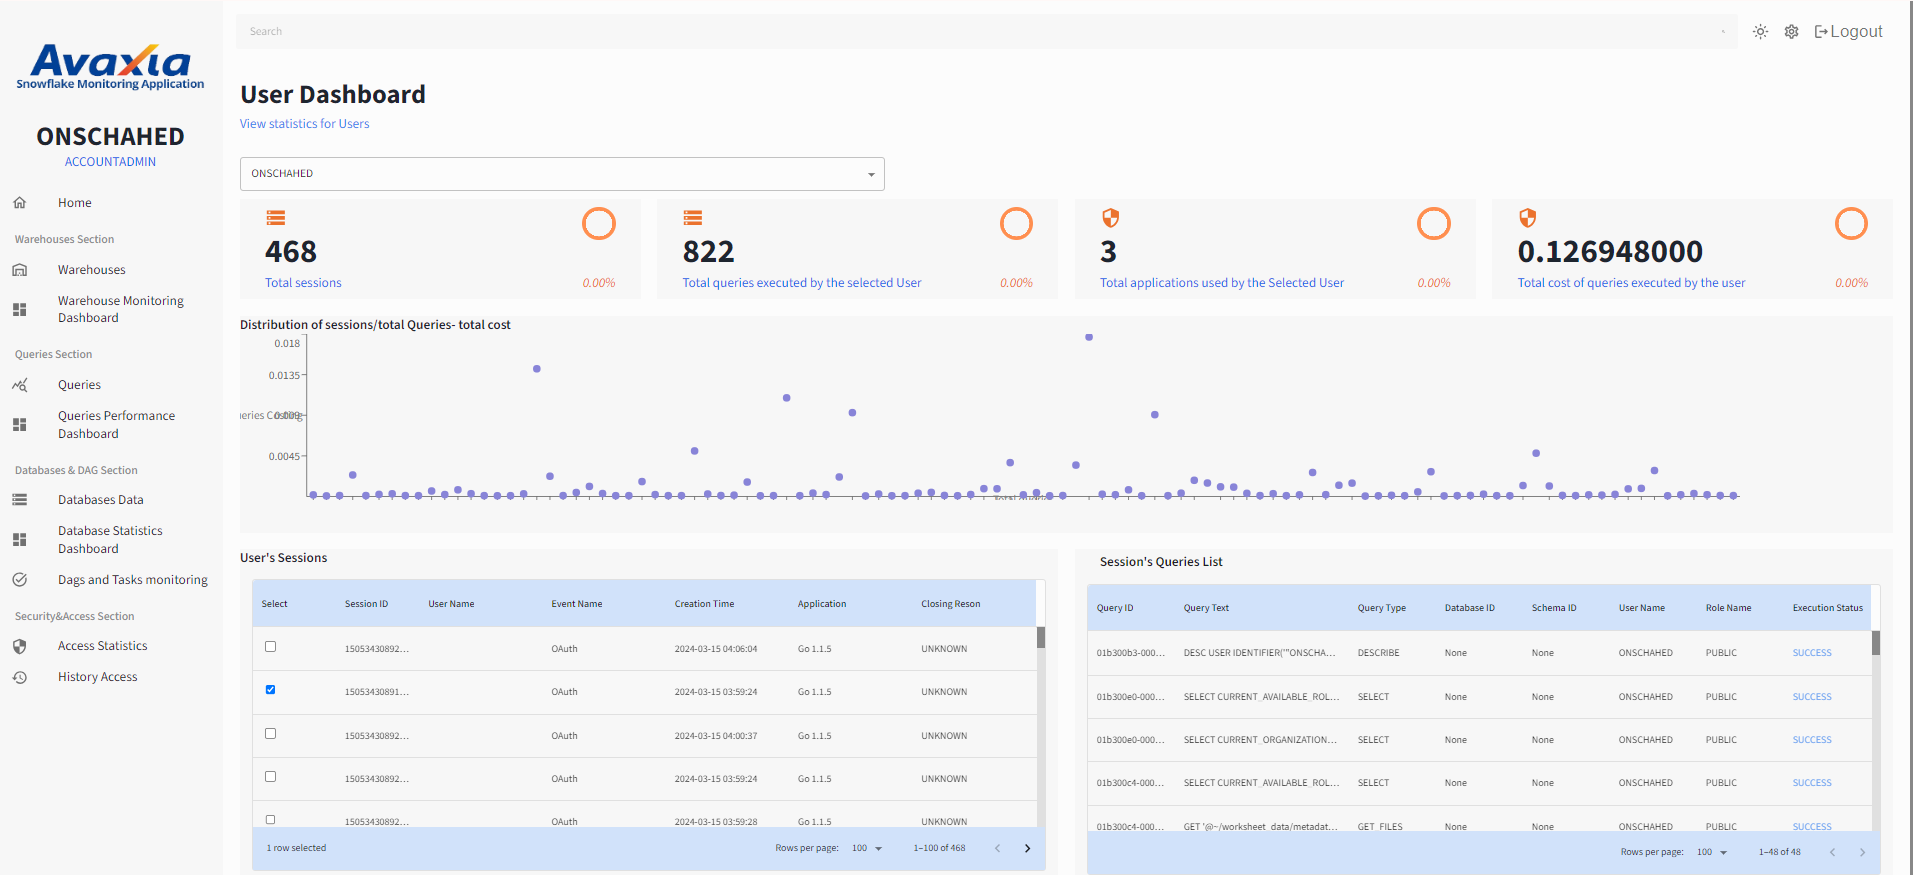 Avaxia
Snowflake Monitoring Application
ONSCHAHED
ACCOUNTADMIN
Home
Warehouses Section
Warehouses
Warehouse Monitoring
Dashboard
Queries Section
Queries
Queries Performance
Dashboard
Databases & DAG Section
Databases Data
Database Statistics
Dashboard
Dags and Tasks monitoring
Security&Access Section
Access Statistics
History Access
Search
Logout
User Dashboard
View statistics for Users
ONSCHAHED
468
Total sessions
0.00%
822
Total queries executed by the selected User
0.00%
3
Total applications used by the Selected User
0.00%
0.126948000
Total cost of queries executed by the user
0.00%
Distribution of sessions/total Queries- total cost
0.018
0.0135
0.0045
User's Sessions
Select Session ID User Name Event Name Creation Time Application Closing Reson
15053430892... OAuth 2024-03-15 04:06:04 Go 1.1.5 UNKNOWN
15053430891... OAuth 2024-03-15 03:59:24 Go 1.1.5 UNKNOWN
15053430892... OAuth 2024-03-15 04:00:37 Go 1.1.5 UNKNOWN
15053430892... OAuth 2024-03-15 03:59:24 Go 1.1.5 UNKNOWN
15053430892... OAuth 2024-03-15 03:59:28 Go 1.1.5 UNKNOWN
1 row selected Rows per page: 100 1–100 of 468
Session's Queries List
Query ID Query Text Query Type Database ID Schema ID User Name Role Name Execution Status
01b300b3-000... DESC USER IDENTIFIER('"ONSCHA... DESCRIBE None None ONSCHAHED PUBLIC SUCCESS
01b300e0-000... SELECT CURRENT_AVAILABLE_ROL... SELECT None None ONSCHAHED PUBLIC SUCCESS
01b300e0-000... SELECT CURRENT_ORGANIZATION... SELECT None None ONSCHAHED PUBLIC SUCCESS
01b300c4-000... SELECT CURRENT_AVAILABLE_ROL... SELECT None None ONSCHAHED PUBLIC SUCCESS
01b300c4-000... GET '@~/worksheet_data/metadat... GET_FILES None None ONSCHAHED PUBLIC SUCCESS
Rows per page: 100 1–48 of 48